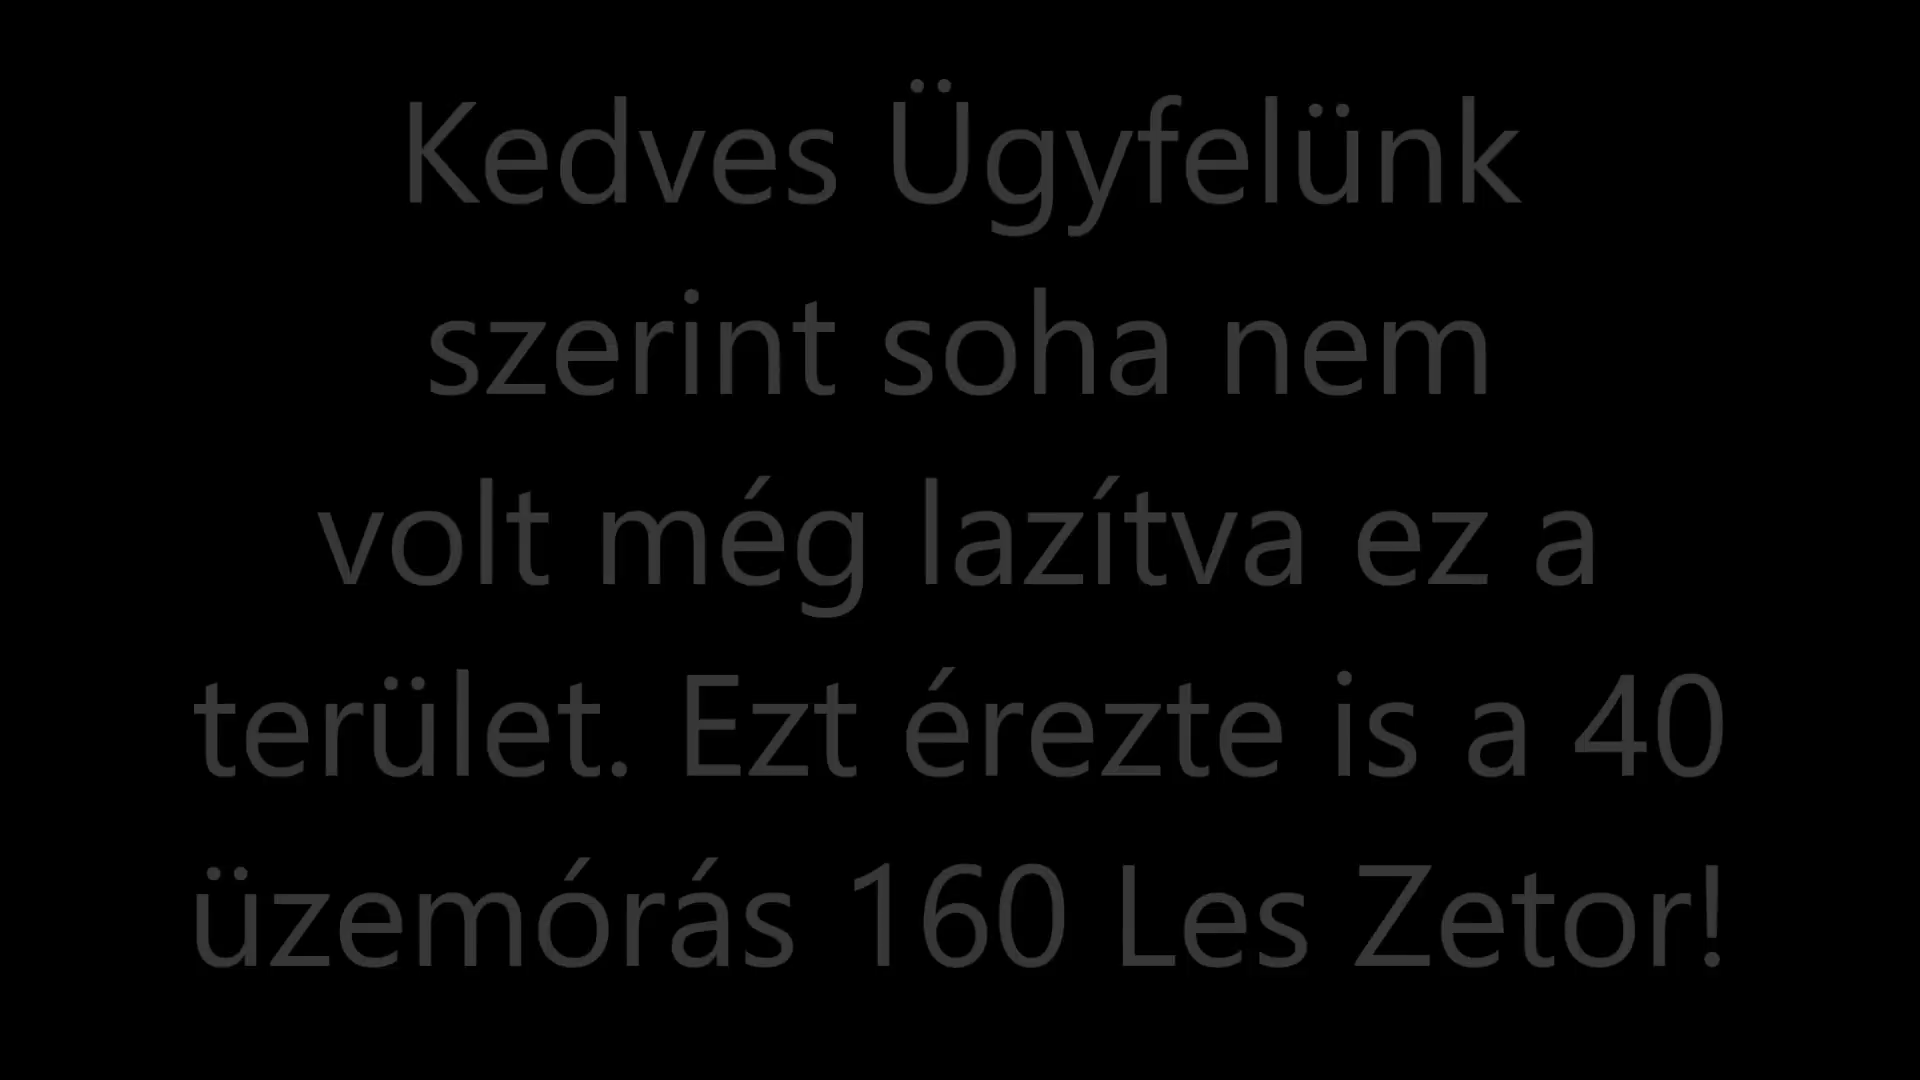 Kedves Ügyfelünk
szerint soha nem
volt még lazítva ez a
terület. Ezt érezte is a 40
üzemórás 160 Les Zetor!